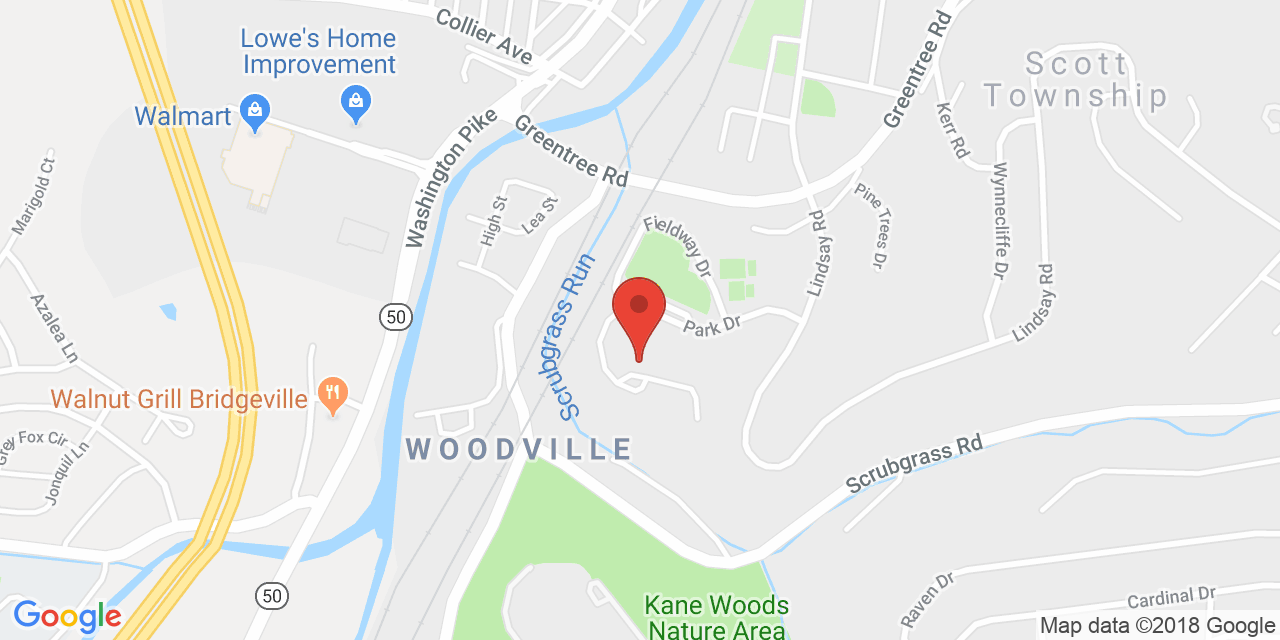 Collier Ave
Lowe's Home
Improvement
Walmart
Washington Pike
Greentree Rd
Greentree Rd
Scott
Township
Kerr Rd
Wynnecliffe Dr
Marigold Ct
High St
Lea St
Fieldway Dr
Pine Trees Dr
Lindsay Rd
Lindsay Rd
Azalea Ln
50
Scrubgrass Run
Park Dr
Walnut Grill Bridgeville
Grey Fox Cir
Jonquil Ln
WOODVILLE
Scrubgrass Rd
50
Raven Dr
Cardinal Dr
Kane Woods
Nature Area
Google
Map data ©2018 Google